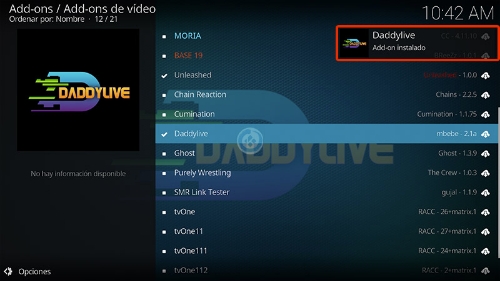 Add-ons / Add-ons de vídeo
Ordenar por: Nombre · 12 / 21
10:42 AM
DADDYLIVE
No hay información disponible
Opciones
MORIA
BASE 19
Unleashed
1.0.0
Chain Reaction
Chains - 2.2.5
Cumination
Cumination - 1.1.75
Daddylive
mbebe - 2.1a
Ghost
Ghost - 1.3.9
Purely Wrestling
The Crew - 1.0.3
SMR Link Tester
gujal - 1.1.9
tvOne
RACC - 26+matrix.1
tvOne11
RACC - 27+matrix.1
tvOne111
RACC - 24+matrix.1
tvOne112
RACC - 2+matrix.1
Daddylive
Add-on instalado
DADDYLIVE